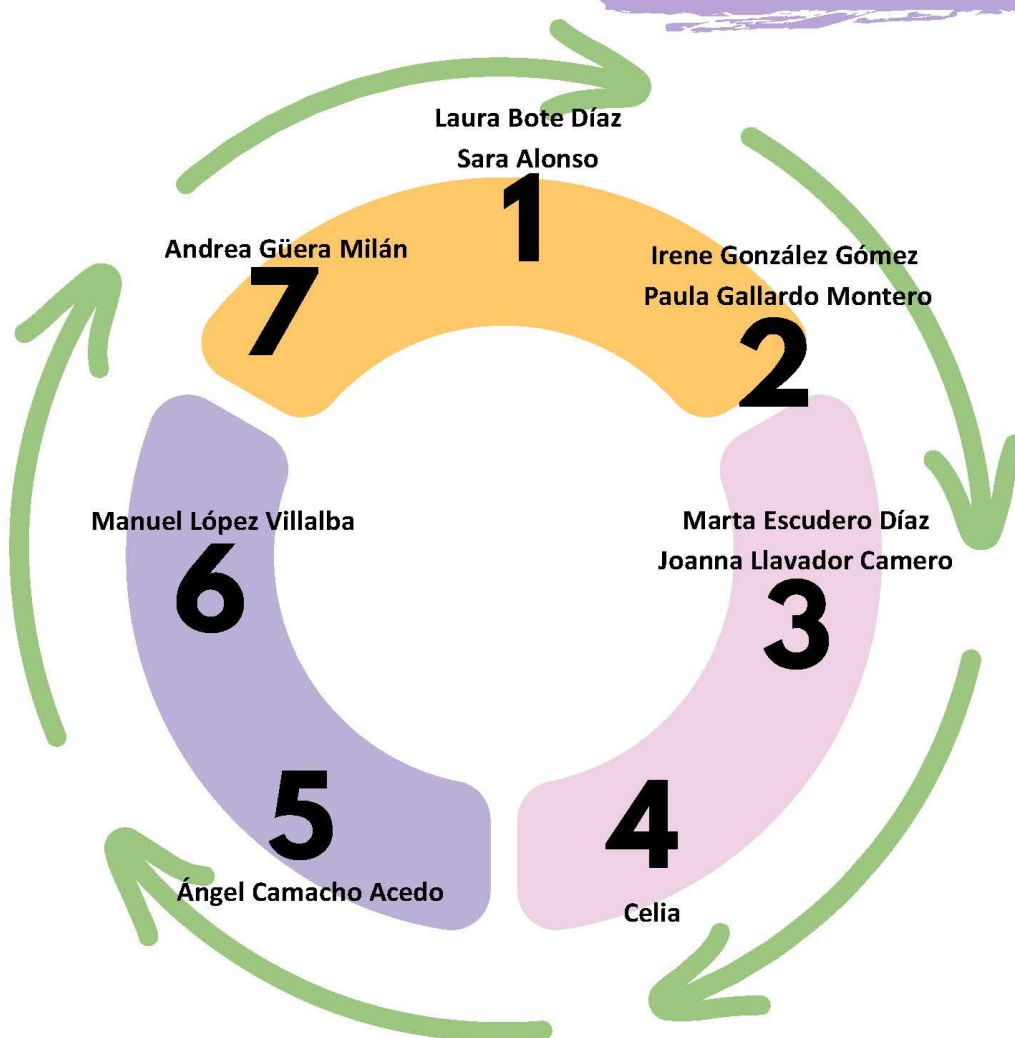 Laura Bote Díaz
Sara Alonso
1
Irene González Gómez
Paula Gallardo Montero
2
Marta Escudero Díaz
Joanna Llavador Camero
3
4
Celia
5
Ángel Camacho Acedo
Manuel López Villalba
6
Andrea Güera Milán
7